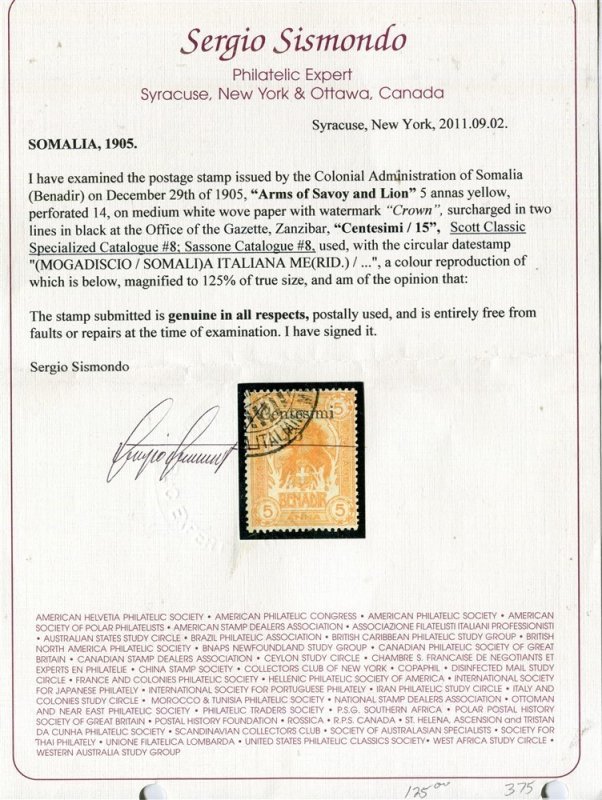 Sergio Sismondo
Philatelic Expert
Syracuse, New York & Ottawa, Canada
Syracuse, New York, 2011.09.02.
SOMALIA, 1905.
I have examined the postage stamp issued by the Colonial Administration of Somalia
(Benadir) on December 29th of 1905, “Arms of Savoy and Lion” 5 annas yellow,
perforated 14, on medium white wove paper with watermark “Crown”, surcharged in two
lines in black at the Office of the Gazette, Zanzibar, “Centesimi / 15”, Scott Classic
Specialized Catalogue #8; Sassone Catalogue #8, used, with the circular datestamp
"(MOGADISCIO / SOMALI)A ITALIANA ME(RID.) / ...", a colour reproduction of
which is below, magnified to 125% of true size, and am of the opinion that:
The stamp submitted is genuine in all respects, postally used, and is entirely free from
faults or repairs at the time of examination. I have signed it.
Sergio Sismondo
Centesimi
5 5
ITALIAN
BENADIR
5 ANNA 5
AMERICAN HELVETIA PHILATELIC SOCIETY • AMERICAN PHILATELIC CONGRESS • AMERICAN PHILATELIC SOCIETY • AMERICAN
SOCIETY OF POLAR PHILATELISTS • AMERICAN STAMP DEALERS ASSOCIATION • ASSOCIAZIONE FILATELISTI ITALIANI PROFESSIONISTI
• AUSTRALIAN STATES STUDY CIRCLE • BRAZIL PHILATELIC ASSOCIATION • BRITISH CARIBBEAN PHILATELIC STUDY GROUP • BRITISH
NORTH AMERICA PHILATELIC SOCIETY • BNAPS NEWFOUNDLAND STUDY GROUP • CANADIAN PHILATELIC SOCIETY OF GREAT
BRITAIN • CANADIAN STAMP DEALERS ASSOCIATION • CEYLON STUDY CIRCLE • CHAMBRE S. FRANCAISE DE NEGOTIANTS ET
EXPERTS EN PHILATELIE • CHINA STAMP SOCIETY • COLLECTORS CLUB OF NEW YORK • COPAPHIL • DISINFECTED MAIL STUDY
CIRCLE • FRANCE AND COLONIES PHILATELIC SOCIETY • HELLENIC PHILATELIC SOCIETY OF AMERICA • INTERNATIONAL SOCIETY
FOR JAPANESE PHILATELY • INTERNATIONAL SOCIETY FOR PORTUGUESE PHILATELY • IRAN PHILATELIC STUDY CIRCLE • ITALY AND
COLONIES STUDY CIRCLE • MOROCCO & TUNISIA PHILATELIC SOCIETY • NATIONAL STAMP DEALERS ASSOCIATION • OTTOMAN
AND NEAR EAST PHILATELIC SOCIETY • PHILATELIC TRADERS SOCIETY • P.S.G. SOUTHERN AFRICA • POLAR POSTAL HISTORY
SOCIETY OF GREAT BRITAIN • POSTAL HISTORY FOUNDATION • ROSSICA • R.P.S. CANADA • ST. HELENA, ASCENSION and TRISTAN
DA CUNHA PHILATELIC SOCIETY • SCANDINAVIAN COLLECTORS CLUB • SOCIETY OF AUSTRALASIAN SPECIALISTS • SOCIETY FOR
THAI PHILATELY • UNIONE FILATELICA LOMBARDA • UNITED STATES PHILATELIC CLASSICS SOCIETY • WEST AFRICA STUDY CIRCLE •
WESTERN AUSTRALIA STUDY GROUP
125.00 375